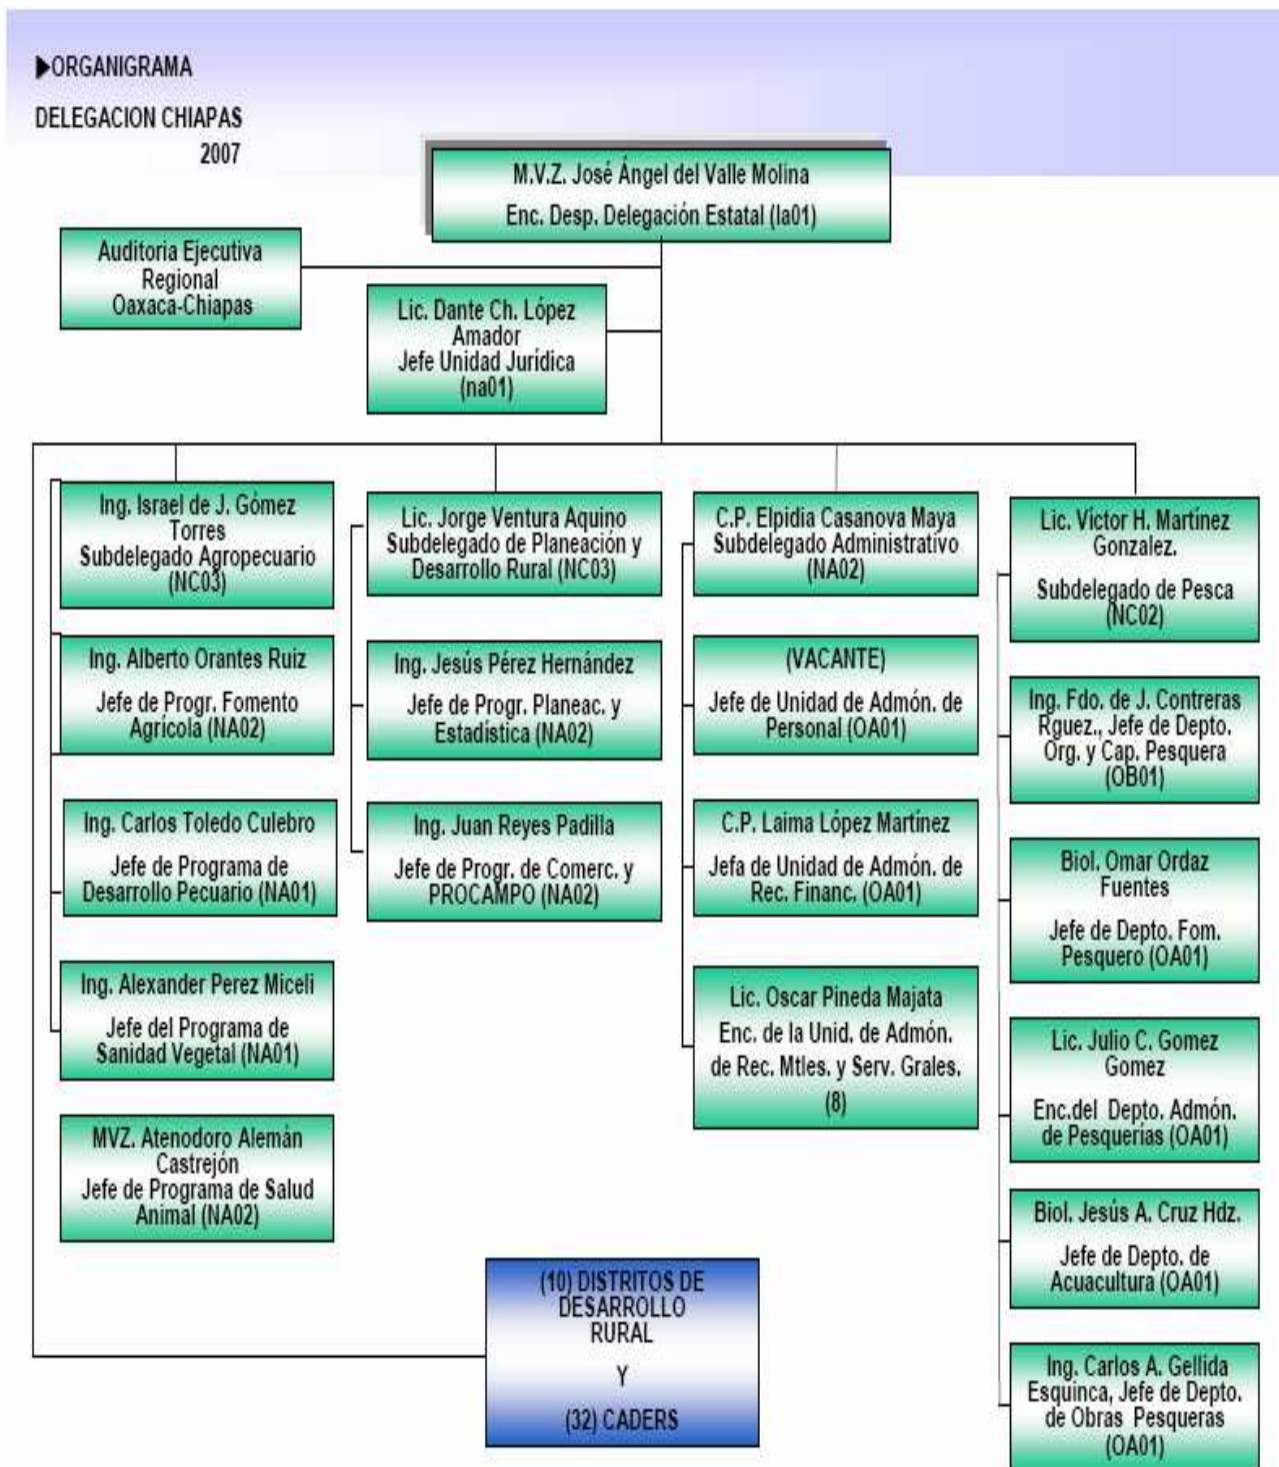 ▶ORGANIGRAMA
DELEGACION CHIAPAS
2007
M.V.Z. José Ángel del Valle Molina
Enc. Desp. Delegación Estatal (la01)
Auditoria Ejecutiva
Regional
Oaxaca-Chiapas
Lic. Dante Ch. López
Amador
Jefe Unidad Jurídica
(na01)
Ing. Israel de J. Gómez
Torres
Subdelegado Agropecuario
(NC03)
Ing. Alberto Orantes Ruiz
Jefe de Progr. Fomento
Agrícola (NA02)
Ing. Carlos Toledo Culebro
Jefe de Programa de
Desarrollo Pecuario (NA01)
Ing. Alexander Perez Miceli
Jefe del Programa de
Sanidad Vegetal (NA01)
MVZ. Atenodoro Alemán
Castrejón
Jefe de Programa de Salud
Animal (NA02)
Lic. Jorge Ventura Aquino
Subdelegado de Planeación y
Desarrollo Rural (NC03)
Ing. Jesús Pérez Hernández
Jefe de Progr. Planeac. y
Estadística (NA02)
Ing. Juan Reyes Padilla
Jefe de Progr. de Comerc. y
PROCAMPO (NA02)
C.P. Elpidia Casanova Maya
Subdelegado Administrativo
(NA02)
(VACANTE)
Jefe de Unidad de Admón. de
Personal (OA01)
C.P. Laima López Martínez
Jefa de Unidad de Admón. de
Rec. Financ. (OA01)
Lic. Oscar Pineda Majata
Enc. de la Unid. de Admón.
de Rec. Mtles. y Serv. Grales.
(8)
Lic. Víctor H. Martínez
Gonzalez.
Subdelegado de Pesca
(NC02)
Ing. Fdo. de J. Contreras
Rguez., Jefe de Depto.
Org. y Cap. Pesquera
(OB01)
Biol. Omar Ordaz
Fuentes
Jefe de Depto. Fom.
Pesquero (OA01)
Lic. Julio C. Gomez
Gomez
Enc.del Depto. Admón.
de Pesquerías (OA01)
Biol. Jesús A. Cruz Hdz.
Jefe de Depto. de
Acuacultura (OA01)
Ing. Carlos A. Gellida
Esquinca, Jefe de Depto.
de Obras Pesqueras
(OA01)
(10) DISTRITOS DE
DESARROLLO
RURAL
Y
(32) CADERS